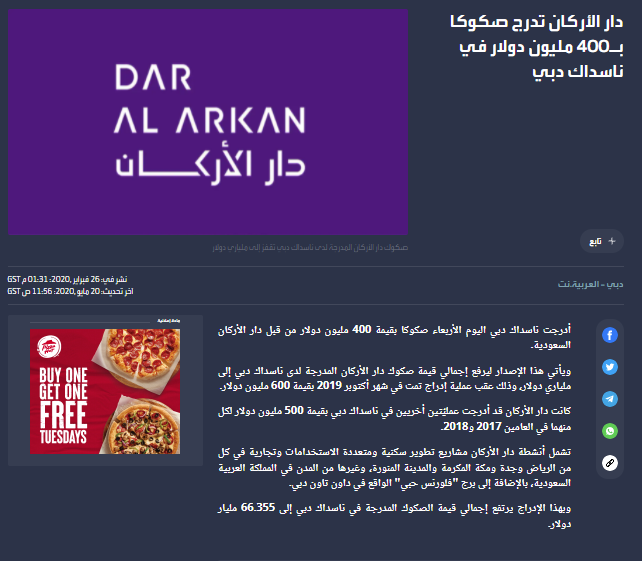 دار الأركان تدرج صكوكا
بـ400 مليون دولار في
ناسداك دبي
DAR
AL ARKAN
دار الأركان
صكوك دار الأركان المدرجة لدى ناسداك دبي تقفز إلى ملياري دولار
+ تابع
دبي - العربية.نت
نشر في: 26 فبراير ,2020: 01:31 م GST
آخر تحديث: 20 مايو ,2020: 11:56 ص GST
أدرجت ناسداك دبي اليوم الأربعاء صكوكا بقيمة 400 مليون دولار من قبل دار الأركان
السعودية.
ويأتي هذا الإصدار ليرفع إجمالي قيمة صكوك دار الأركان المدرجة لدى ناسداك دبي إلى
ملياري دولار، وذلك عقب عملية إدراج تمت في شهر أكتوبر 2019 بقيمة 600 مليون دولار.
كانت دار الأركان قد أدرجت عمليّتين أخريين في ناسداك دبي بقيمة 500 مليون دولار لكل
منهما في العامين 2017 و2018.
تشمل أنشطة دار الأركان مشاريع تطوير سكنية ومتعددة الاستخدامات وتجارية في كل
من الرياض وجدة ومكة المكرمة والمدينة المنورة، وغيرها من المدن في المملكة العربية
السعودية، بالإضافة إلى برج "فلورنس حبي" الواقع في داون تاون دبي.
وبهذا الإدراج يرتفع إجمالي قيمة الصكوك المدرجة في ناسداك دبي إلى 66.355 مليار
دولار.
مادة إعلانية
Pizza Hut
BUY ONE
GET ONE
FREE
TUESDAYS